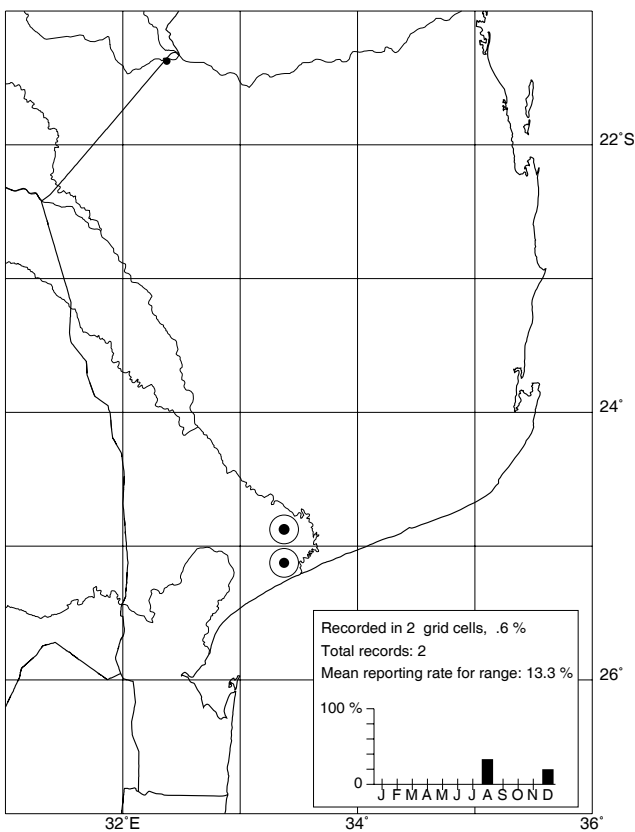 22˚S
24˚
Recorded in 2 grid cells, .6 %
Total records: 2
Mean reporting rate for range: 13.3 %
26˚
100 %
0
J F M A M J J A S O N D
32˚E
34˚
36˚